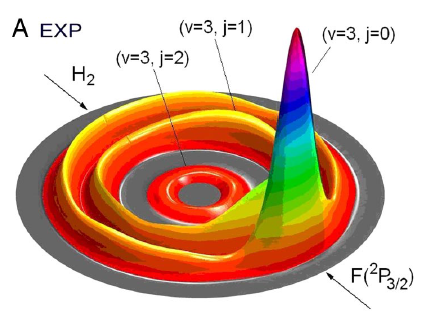 A EXP
(v=3, j=1)
(v=3, j=0)
(v=3, j=2)
H₂
F(²P₃/₂)